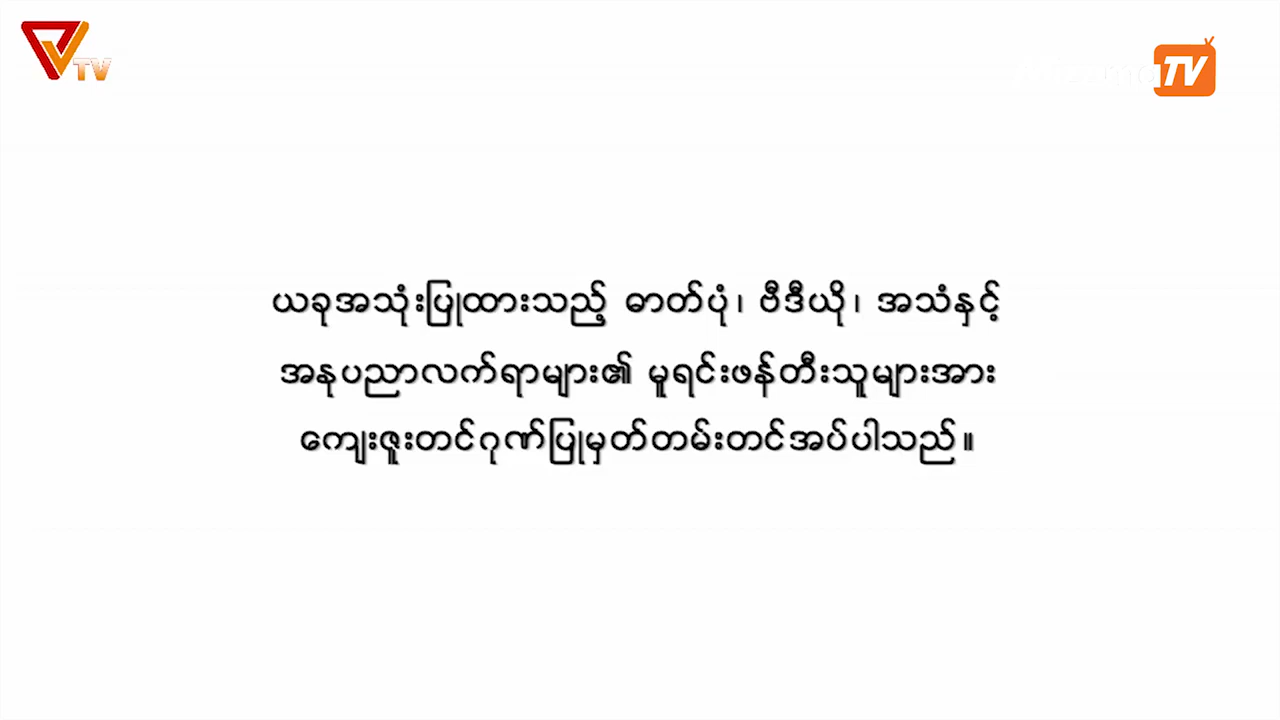 TV
TV
ယခုအသုံးပြုထားသည့် ဓာတ်ပုံ၊ ဗီဒီယို၊ အသံနှင့်
အနုပညာလက်ရာများ၏ မူရင်းဖန်တီးသူများအား
ကျေးဇူးတင်ဂုဏ်ပြုမှတ်တမ်းတင်အပ်ပါသည်။